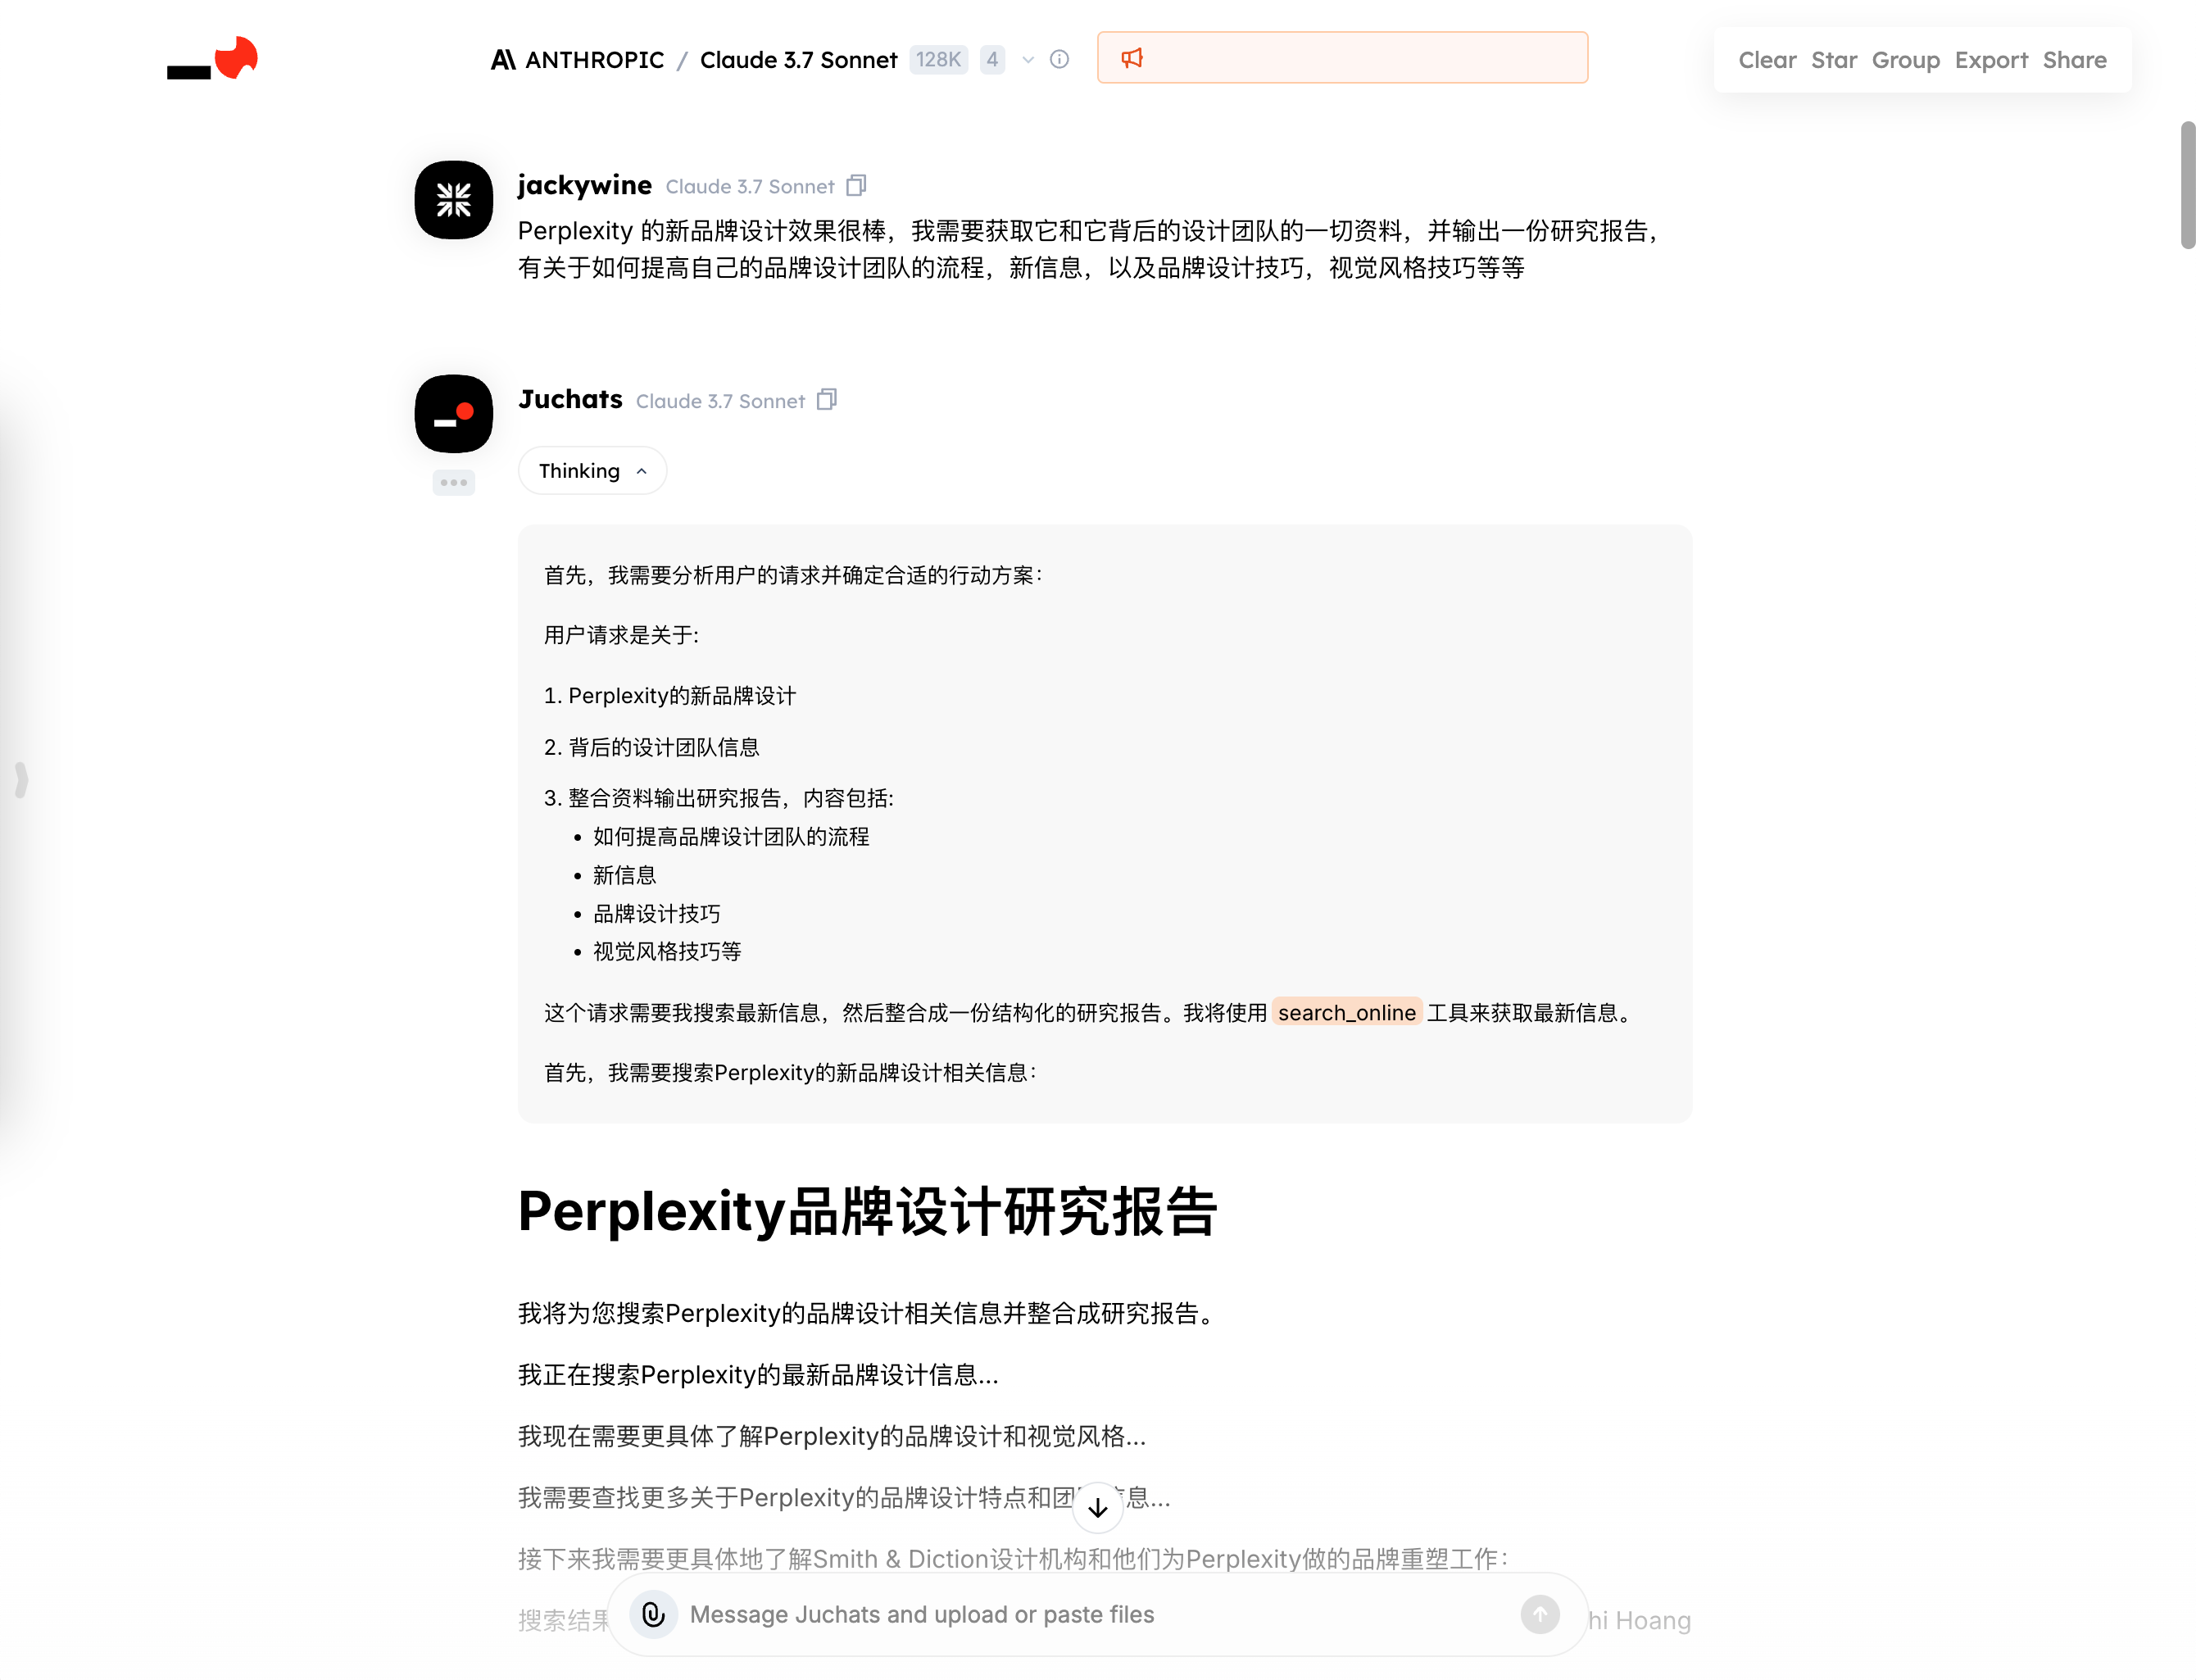 ANTHROPIC / Claude 3.7 Sonnet 128K 4
Clear Star Group Export Share
jackywine Claude 3.7 Sonnet
Perplexity 的新品牌设计效果很棒，我需要获取它和它背后的设计团队的一切资料，并输出一份研究报告，
有关于如何提高自己的品牌设计团队的流程，新信息，以及品牌设计技巧，视觉风格技巧等等
Juchats Claude 3.7 Sonnet
Thinking
首先，我需要分析用户的请求并确定合适的行动方案：
用户请求是关于:
1. Perplexity的新品牌设计
2. 背后的设计团队信息
3. 整合资料输出研究报告，内容包括:
• 如何提高品牌设计团队的流程
• 新信息
• 品牌设计技巧
• 视觉风格技巧等
这个请求需要我搜索最新信息，然后整合成一份结构化的研究报告。我将使用 search_online 工具来获取最新信息。
首先，我需要搜索Perplexity的新品牌设计相关信息：
Perplexity品牌设计研究报告
我将为您搜索Perplexity的品牌设计相关信息并整合成研究报告。
我正在搜索Perplexity的最新品牌设计信息...
我现在需要更具体了解Perplexity的品牌设计和视觉风格...
我需要查找更多关于Perplexity的品牌设计特点和团 息...
接下来我需要更具体地了解Smith & Diction设计机构和他们为Perplexity做的品牌重塑工作：
搜索结果 hi Hoang
Message Juchats and upload or paste files